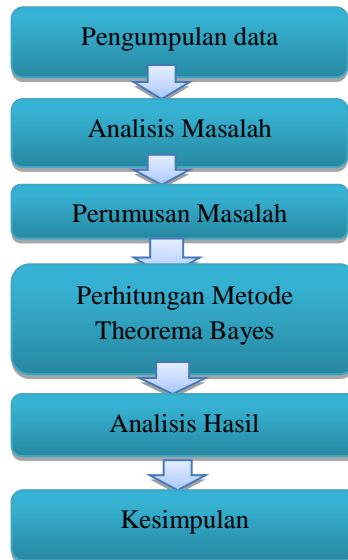 Pengumpulan data
Analisis Masalah
Perumusan Masalah
Perhitungan Metode
Theorema Bayes
Analisis Hasil
Kesimpulan